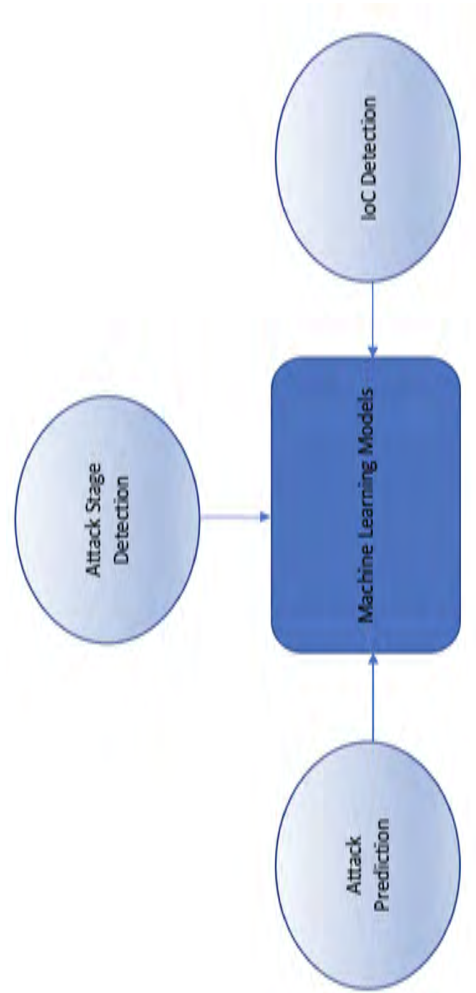 Attack Stage
Detection
Attack
Prediction
Machine Learning Models
IoC Detection